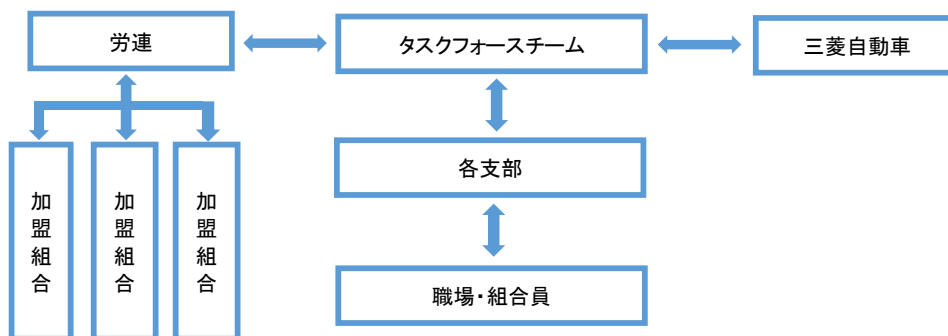 労連
タスクフォースチーム
三菱自動車
各支部
加盟組合
加盟組合
加盟組合
職場・組合員